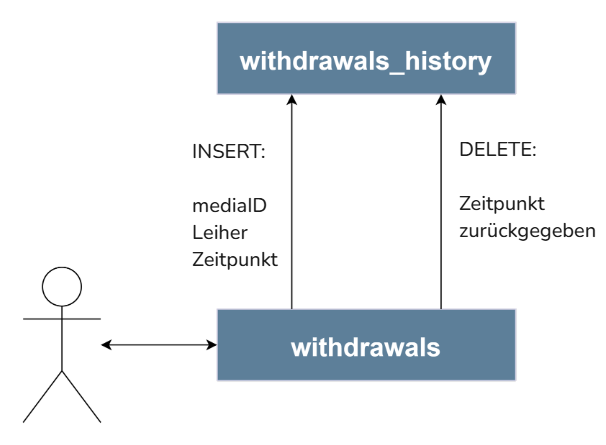 withdrawals_history
INSERT:
mediaID
Leiher
Zeitpunkt
DELETE:
Zeitpunkt
zurückgegeben
withdrawals